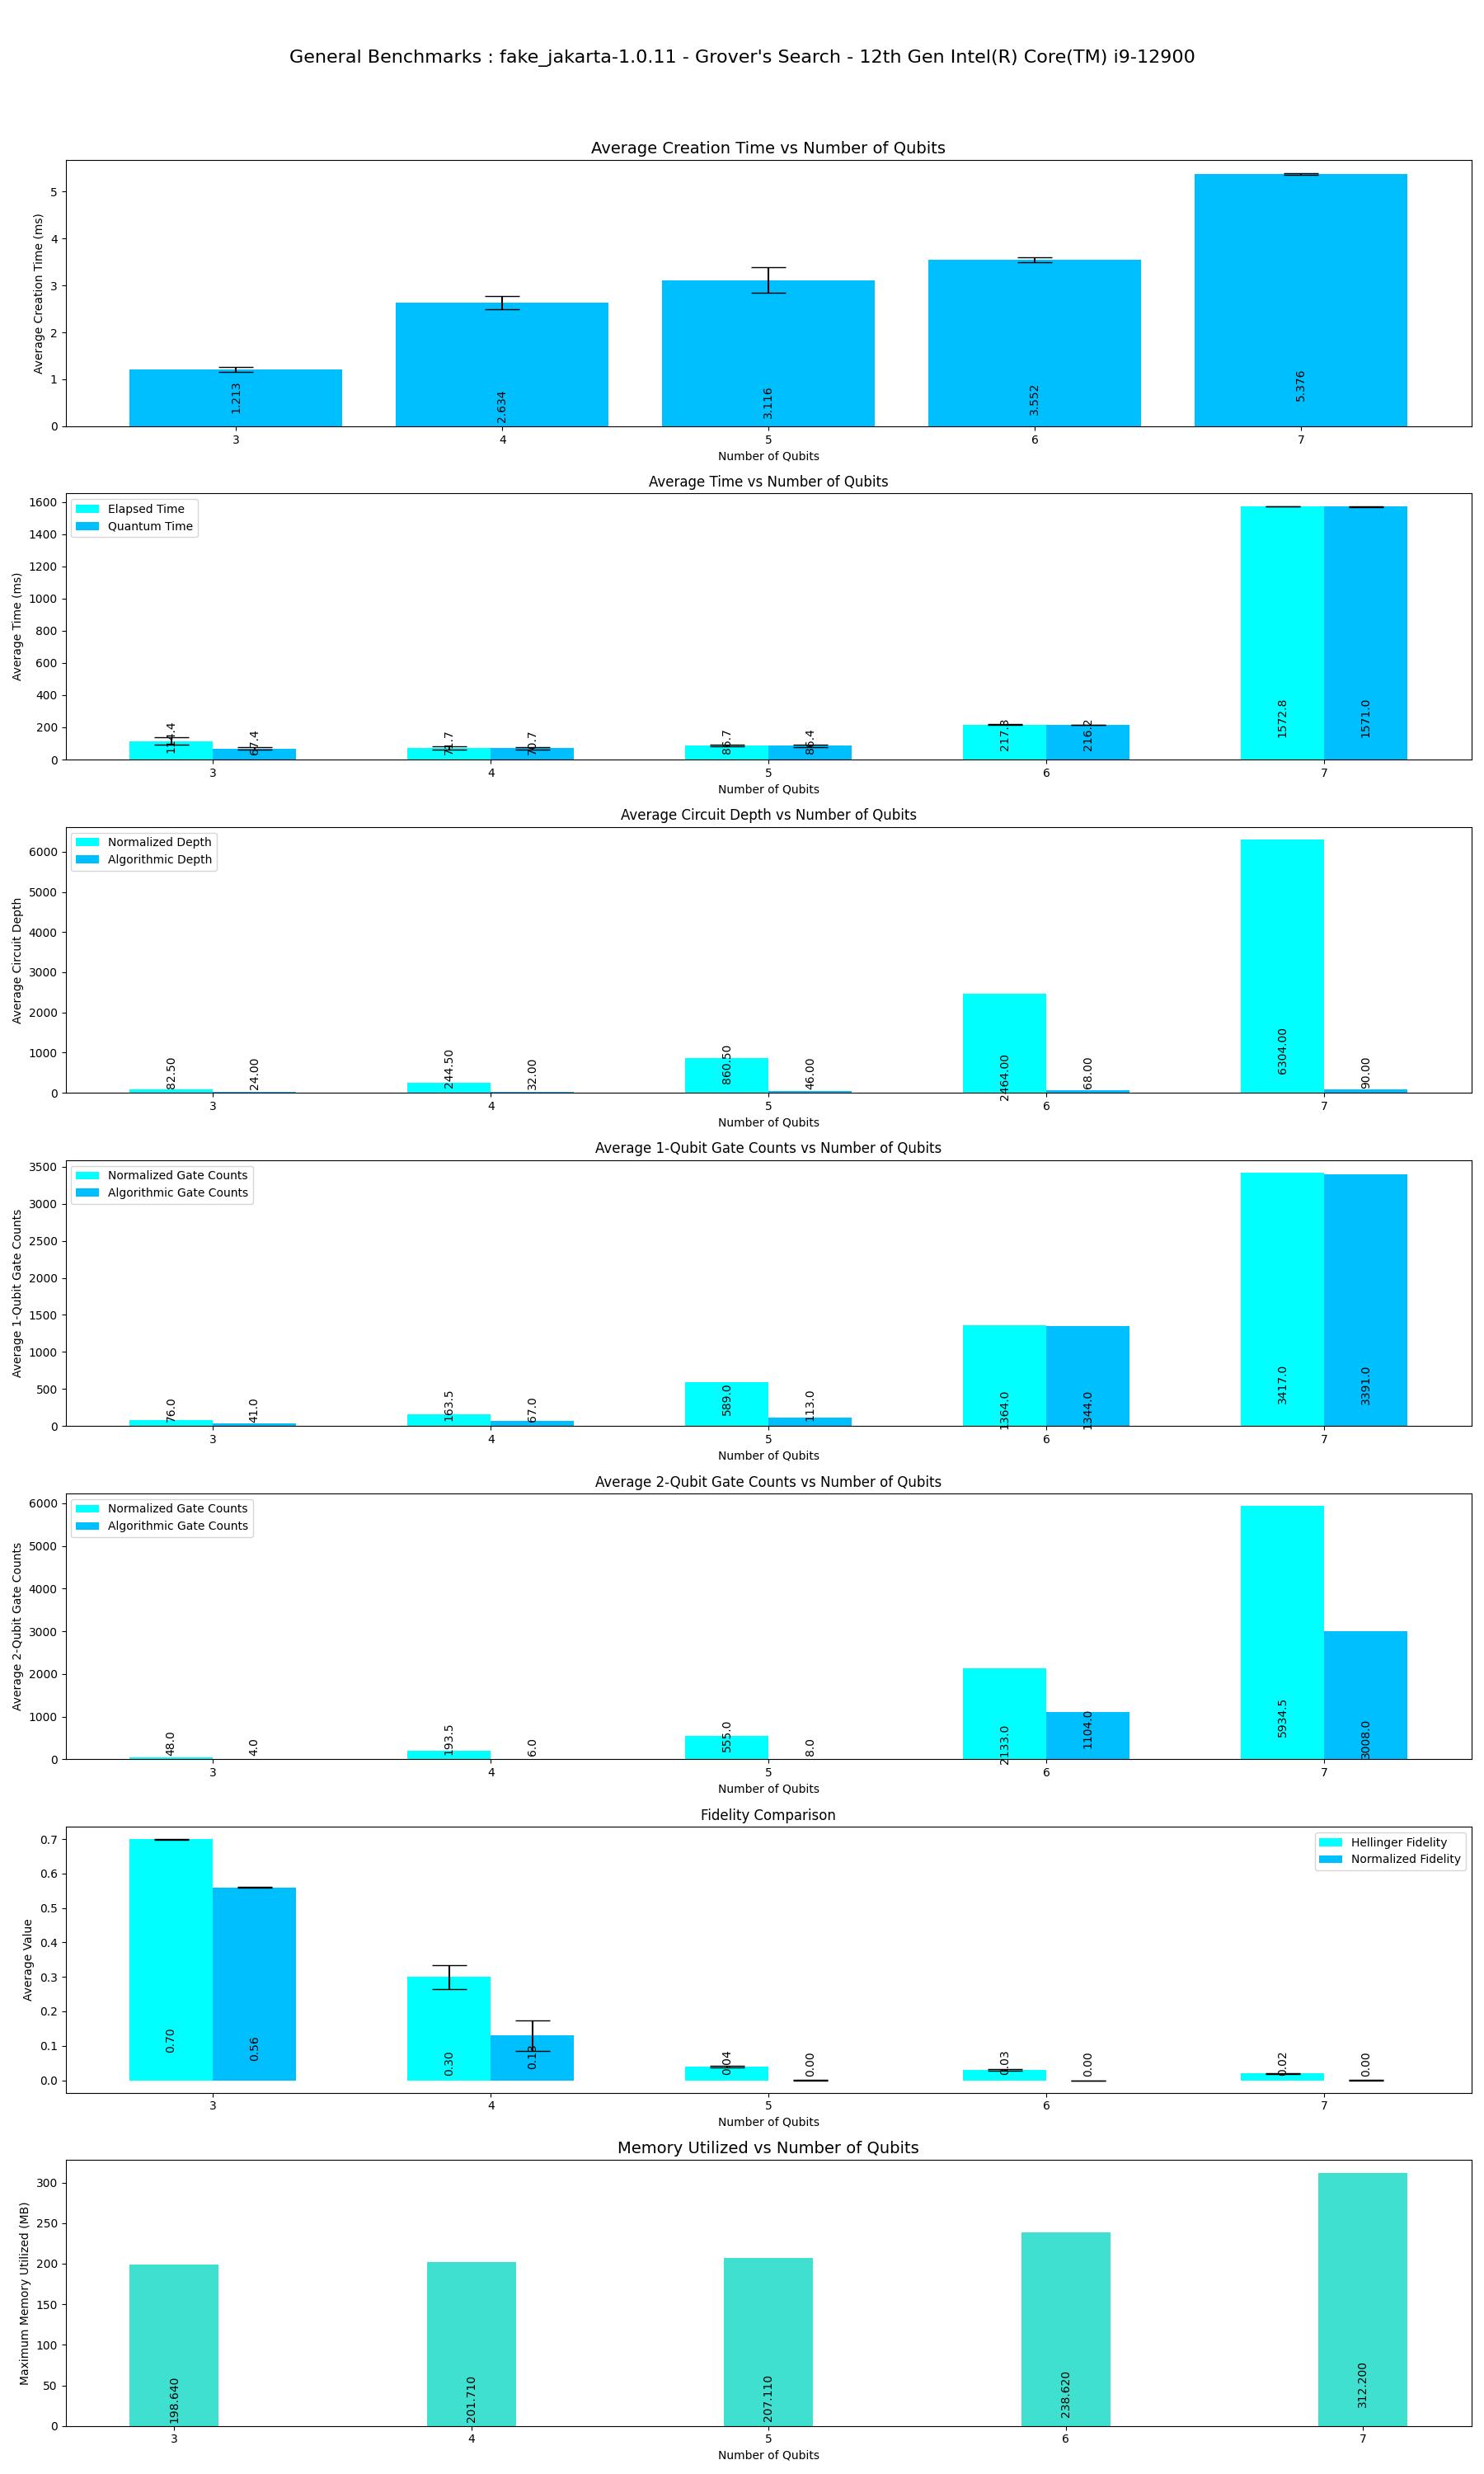 General Benchmarks : fake_jakarta-1.0.11 - Grover's Search - 12th Gen Intel(R) Core(TM) i9-12900
Average Creation Time vs Number of Qubits
Average Creation Time (ms)
5
4
3
2
1
0
1.213
2.634
3.116
3.552
5.376
3 4 5 6 7
Number of Qubits
Average Time vs Number of Qubits
Elapsed Time
Quantum Time
Average Time (ms)
1600
1400
1200
1000
800
600
400
200
0
114.4 67.4 71.7 70.7 86.4 217.3 216.2 1572.8 1571.0
3 4 5 6 7
Number of Qubits
Average Circuit Depth vs Number of Qubits
Normalized Depth
Algorithmic Depth
Average Circuit Depth
6000
5000
4000
3000
2000
1000
0
82.50 24.00 244.50 32.00 860.50 46.00 2464.00 68.00 6304.00 90.00
3 4 5 6 7
Number of Qubits
Average 1-Qubit Gate Counts vs Number of Qubits
Normalized Gate Counts
Algorithmic Gate Counts
Average 1-Qubit Gate Counts
3500
3000
2500
2000
1500
1000
500
0
76.0 41.0 163.5 67.0 589.0 113.0 1364.0 1344.0 3417.0 3391.0
3 4 5 6 7
Number of Qubits
Average 2-Qubit Gate Counts vs Number of Qubits
Normalized Gate Counts
Algorithmic Gate Counts
Average 2-Qubit Gate Counts
6000
5000
4000
3000
2000
1000
0
48.0 4.0 193.5 6.0 555.0 8.0 2133.0 1104.0 5934.5 3008.0
3 4 5 6 7
Number of Qubits
Fidelity Comparison
Hellinger Fidelity
Normalized Fidelity
Average Value
0.7
0.6
0.5
0.4
0.3
0.2
0.1
0.0
0.70 0.56 0.30 0.13 0.04 0.00 0.03 0.00 0.02 0.00
3 4 5 6 7
Number of Qubits
Memory Utilized vs Number of Qubits
Maximum Memory Utilized (MB)
300
250
200
150
100
50
0
198.640 201.710 207.110 238.620 312.200
3 4 5 6 7
Number of Qubits